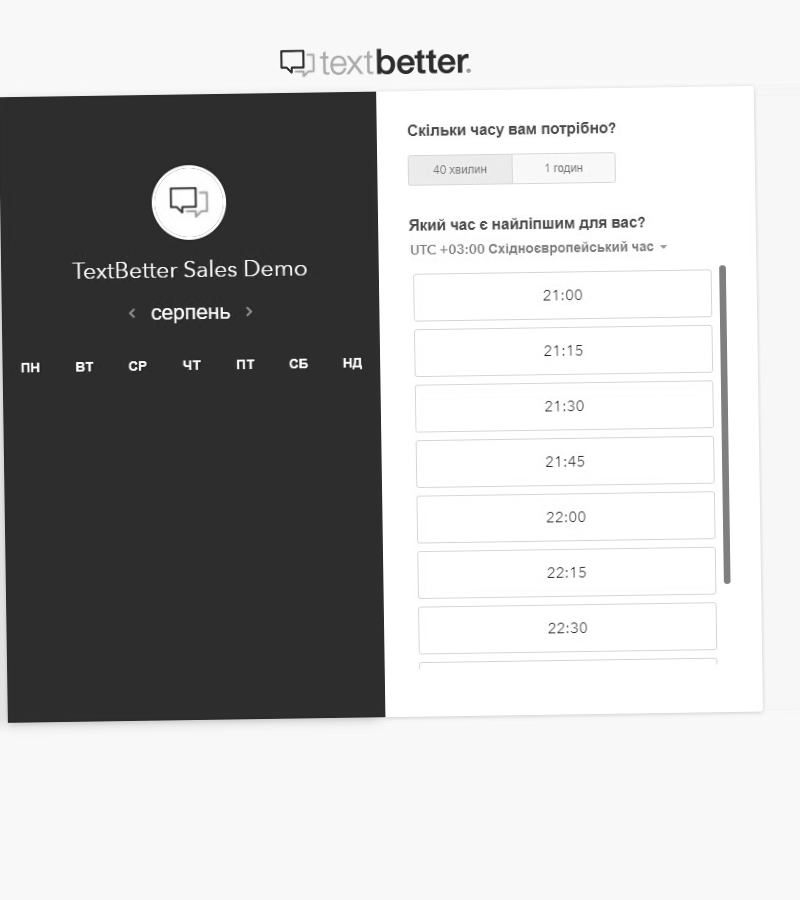 textbetter.
TextBetter Sales Demo
серпень
ПН ВТ СР ЧТ ПТ СБ НД
Скільки часу вам потрібно?
40 хвилин 1 годин
Який час є найліпшим для вас?
UTC +03:00 Східноєвропейський час
21:00
21:15
21:30
21:45
22:00
22:15
22:30